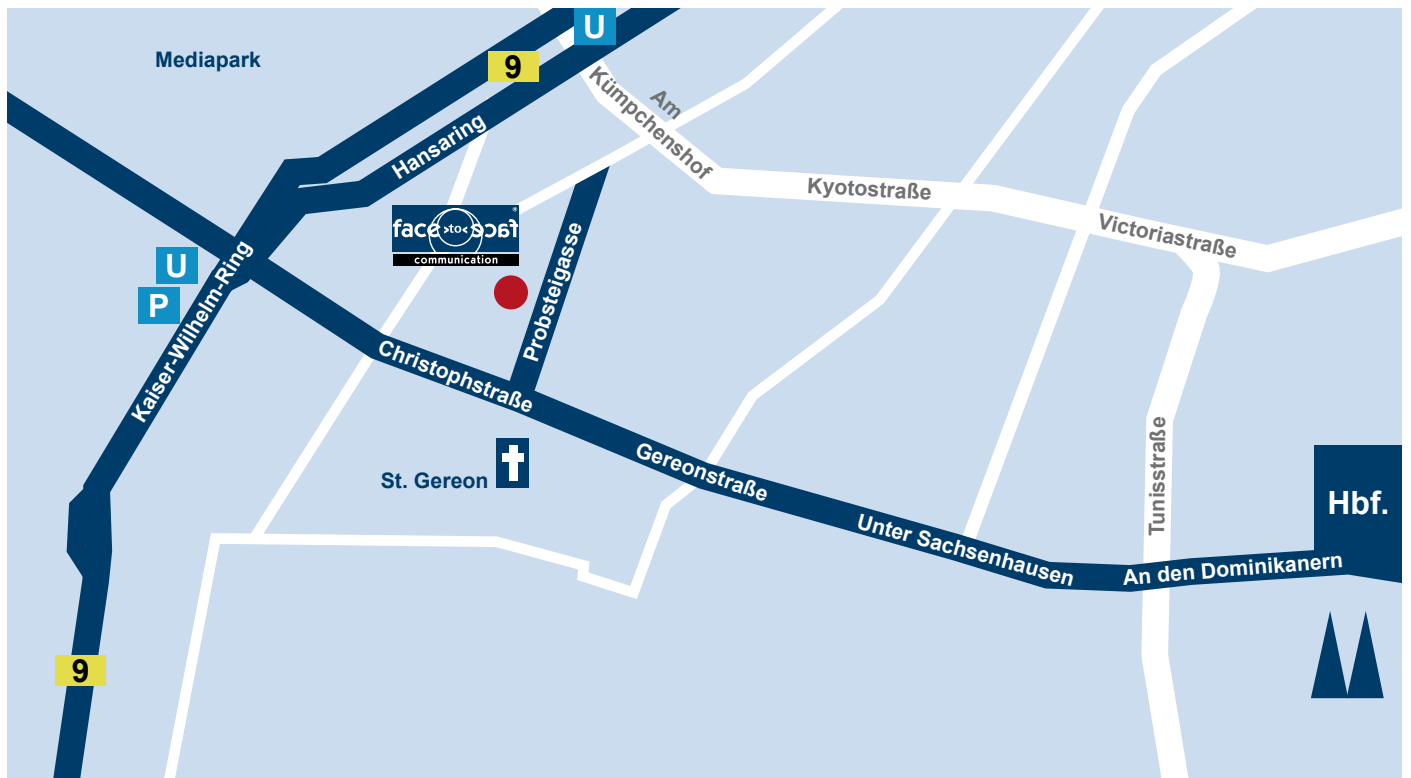 U
Mediapark
9
Am
Kümpchenshof
Hansaring
Kyotostraße
face >to< face®
communication
Victoriastraße
U
P
Kaiser-Wilhelm-Ring
Probsteigasse
Christophstraße
St. Gereon
Gereonstraße
Tunisstraße
Hbf.
Unter Sachsenhausen
An den Dominikanern
9